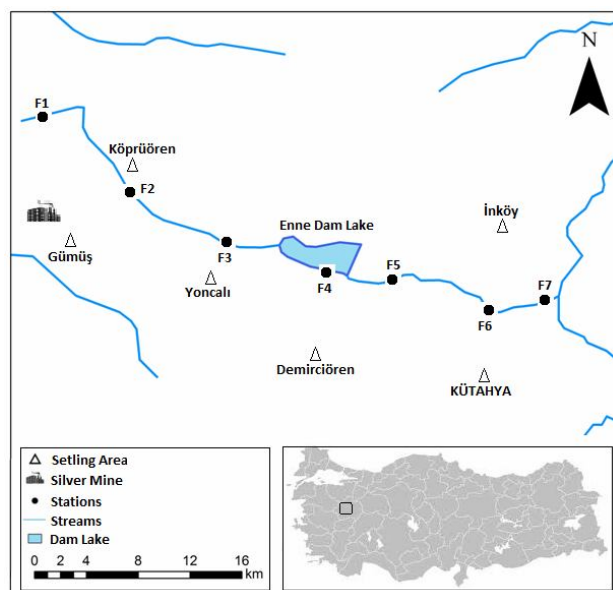 N
F1
Köprüören
F2
İnköy
Enne Dam Lake
Gümüş
F3
Yoncalı
F4
F5
F7
F6
Demirciören
KÜTAHYA
Setling Area
Silver Mine
Stations
Streams
Dam Lake
0 4 8 12 16
km